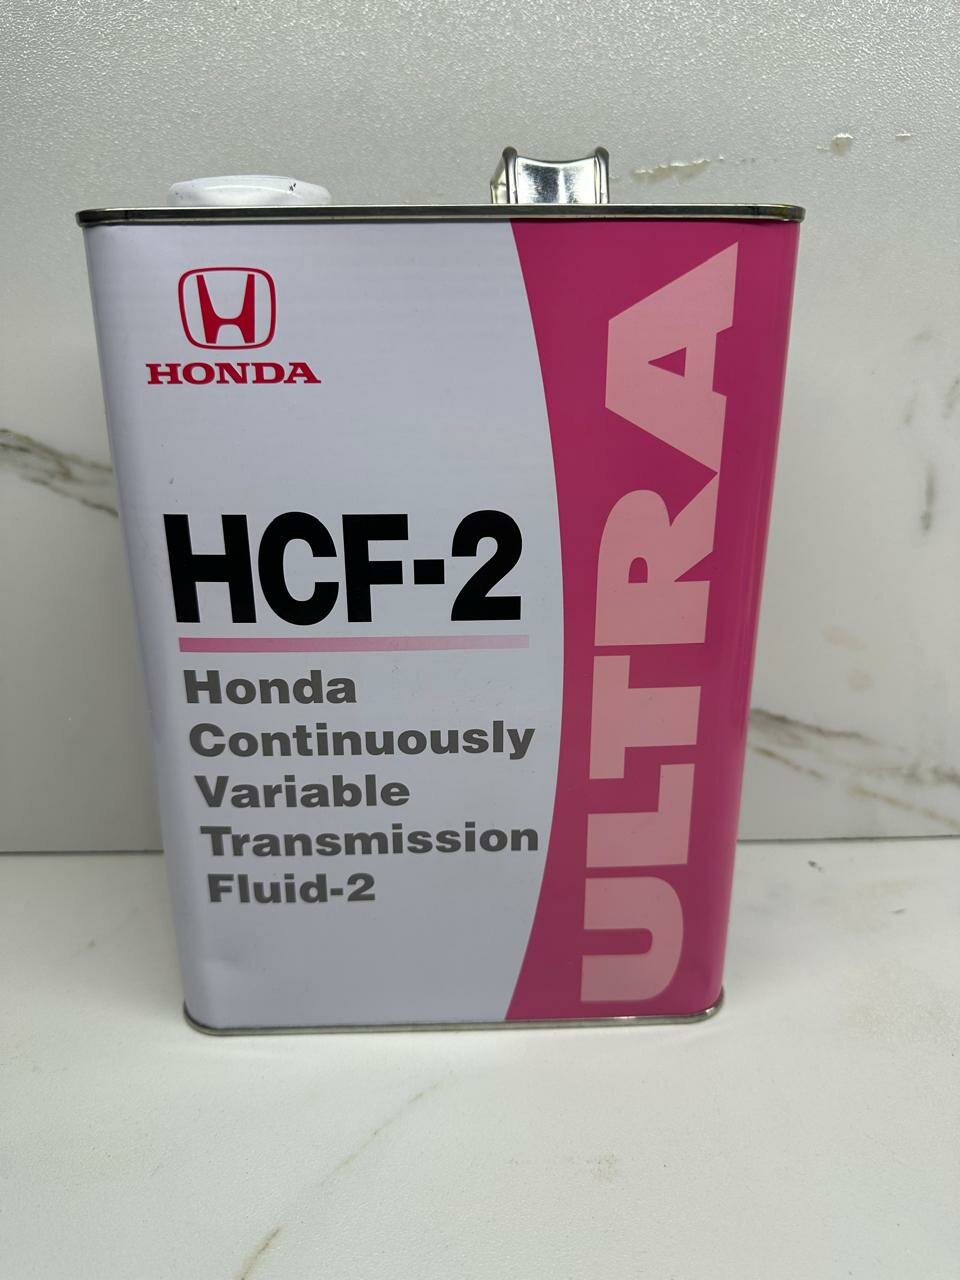 HONDA
HCF-2
Honda
Continuously
Variable
Transmission
Fluid-2
ULTRA